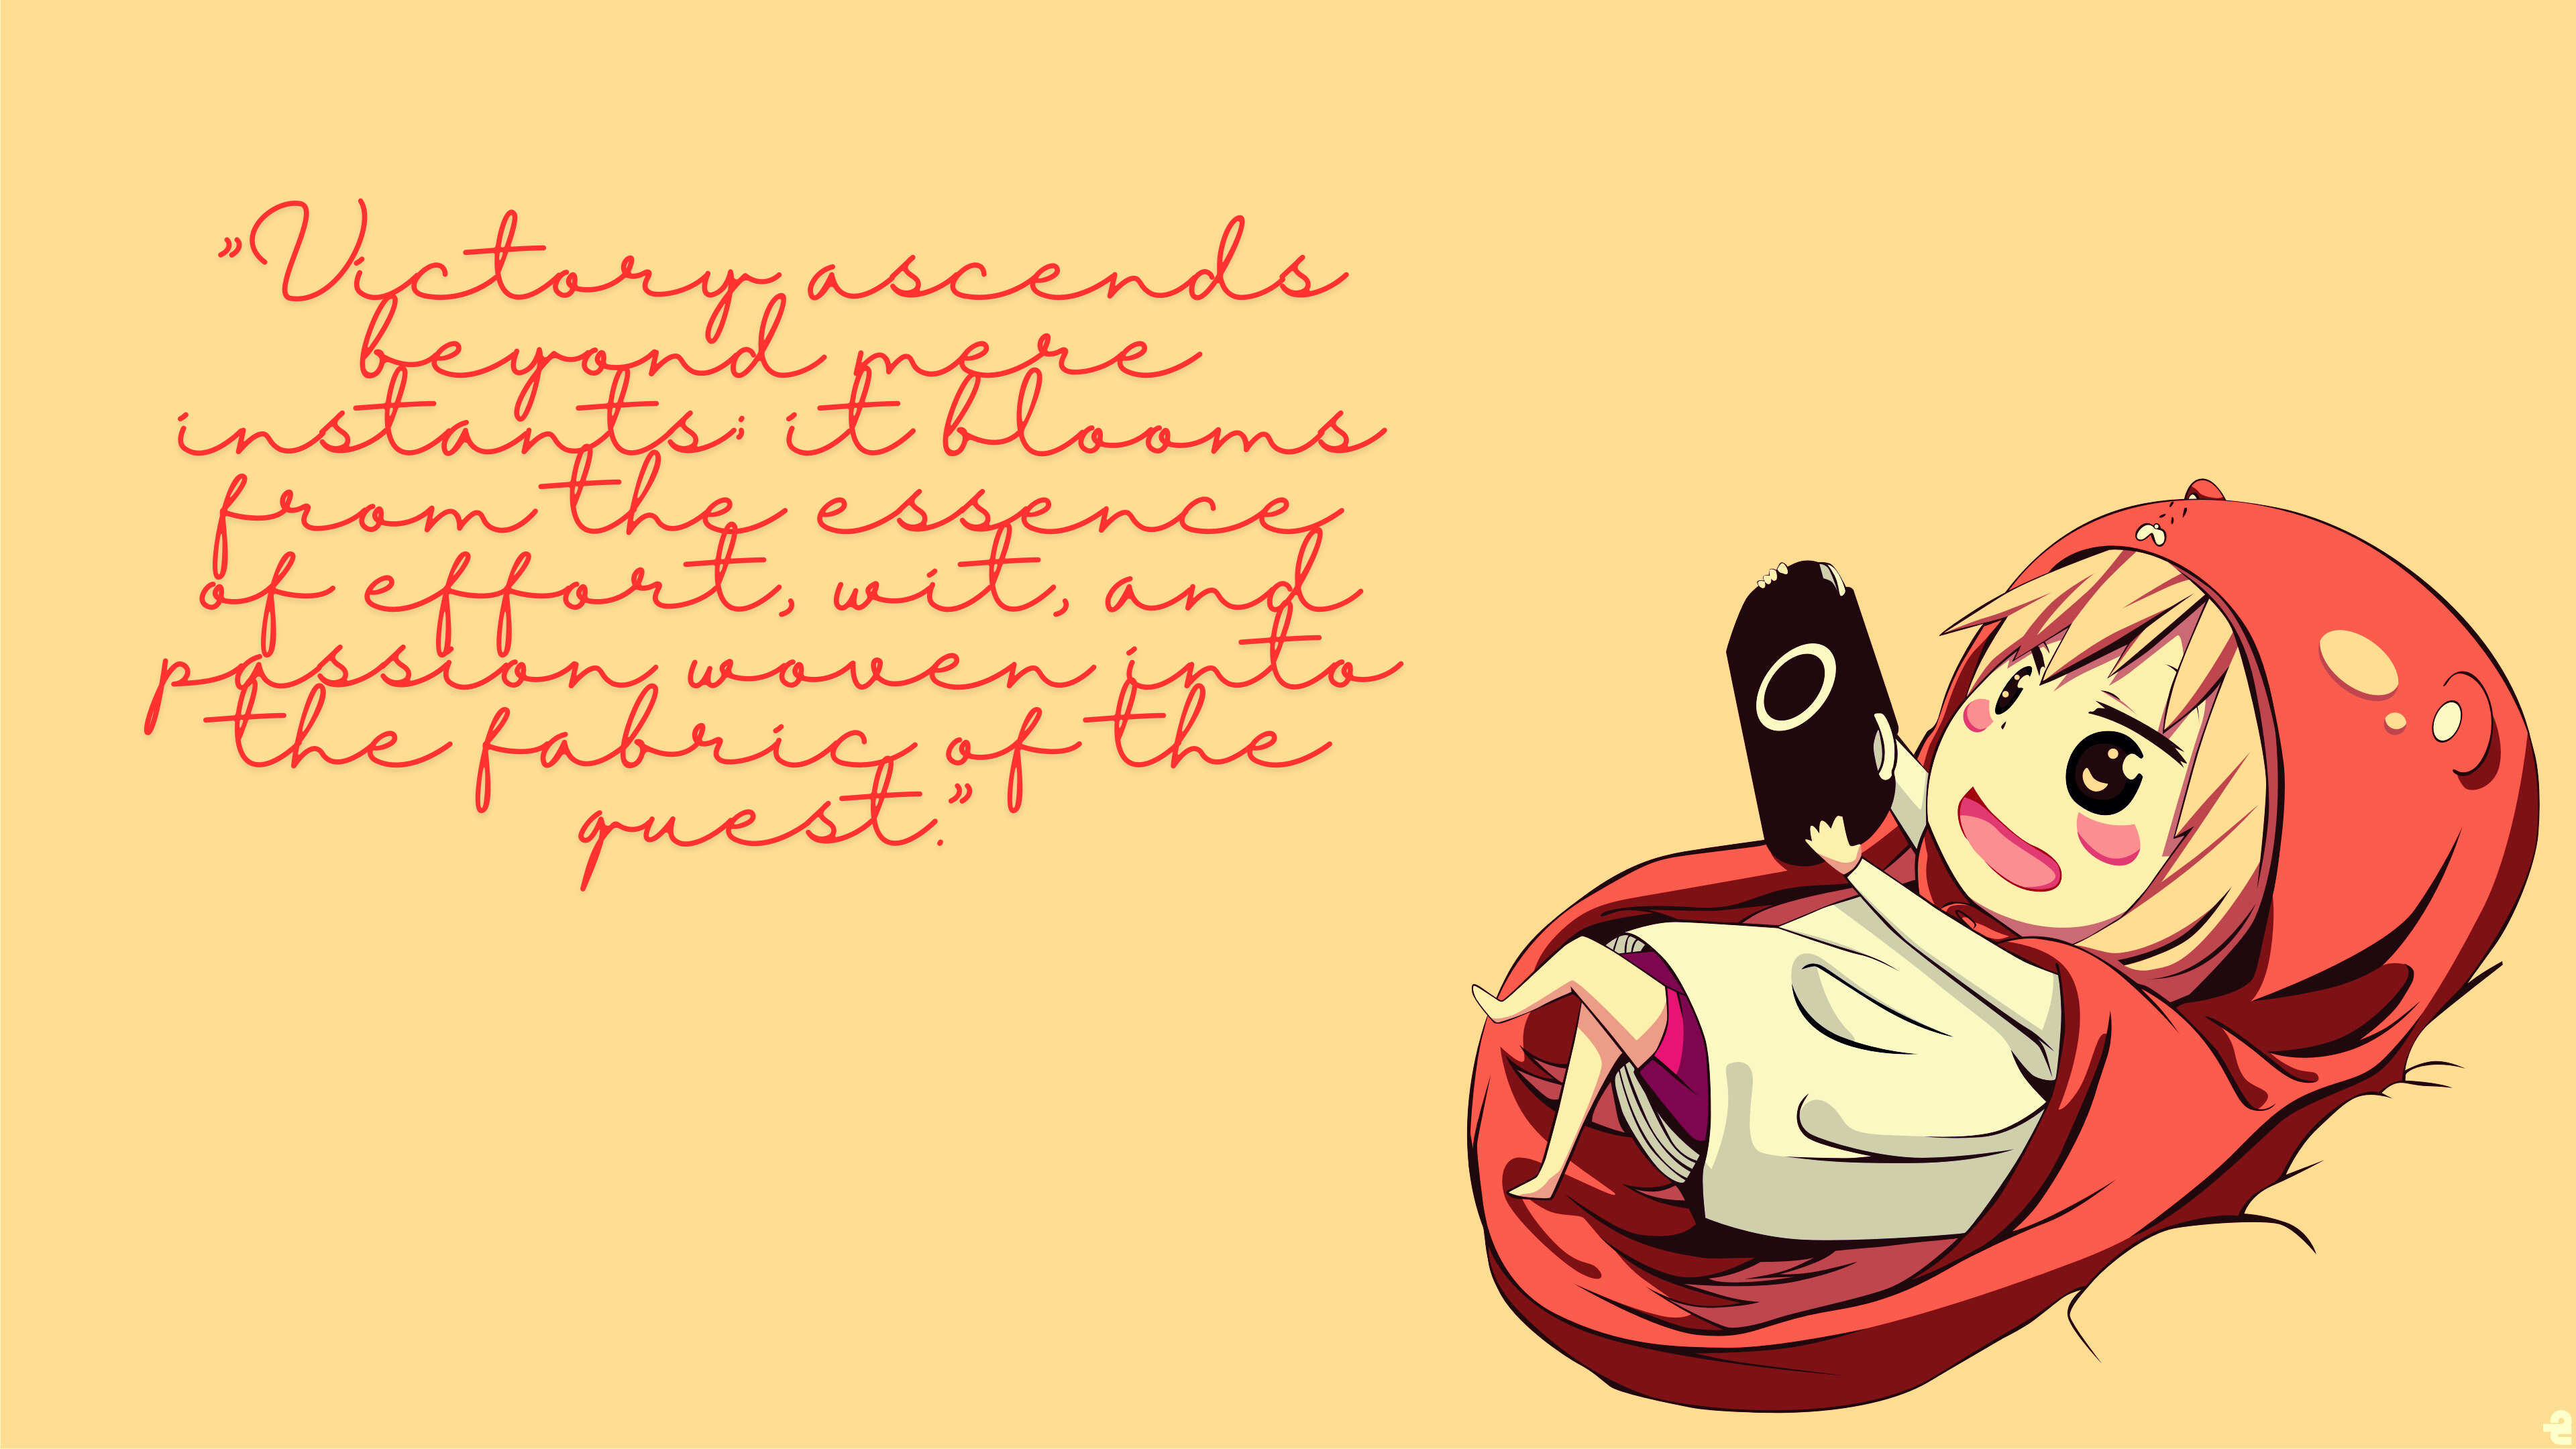 ”Victory ascends
beyond mere
instants; it blooms
from the essence
of effort, wit, and
passion woven into
the fabric of the
quest.”